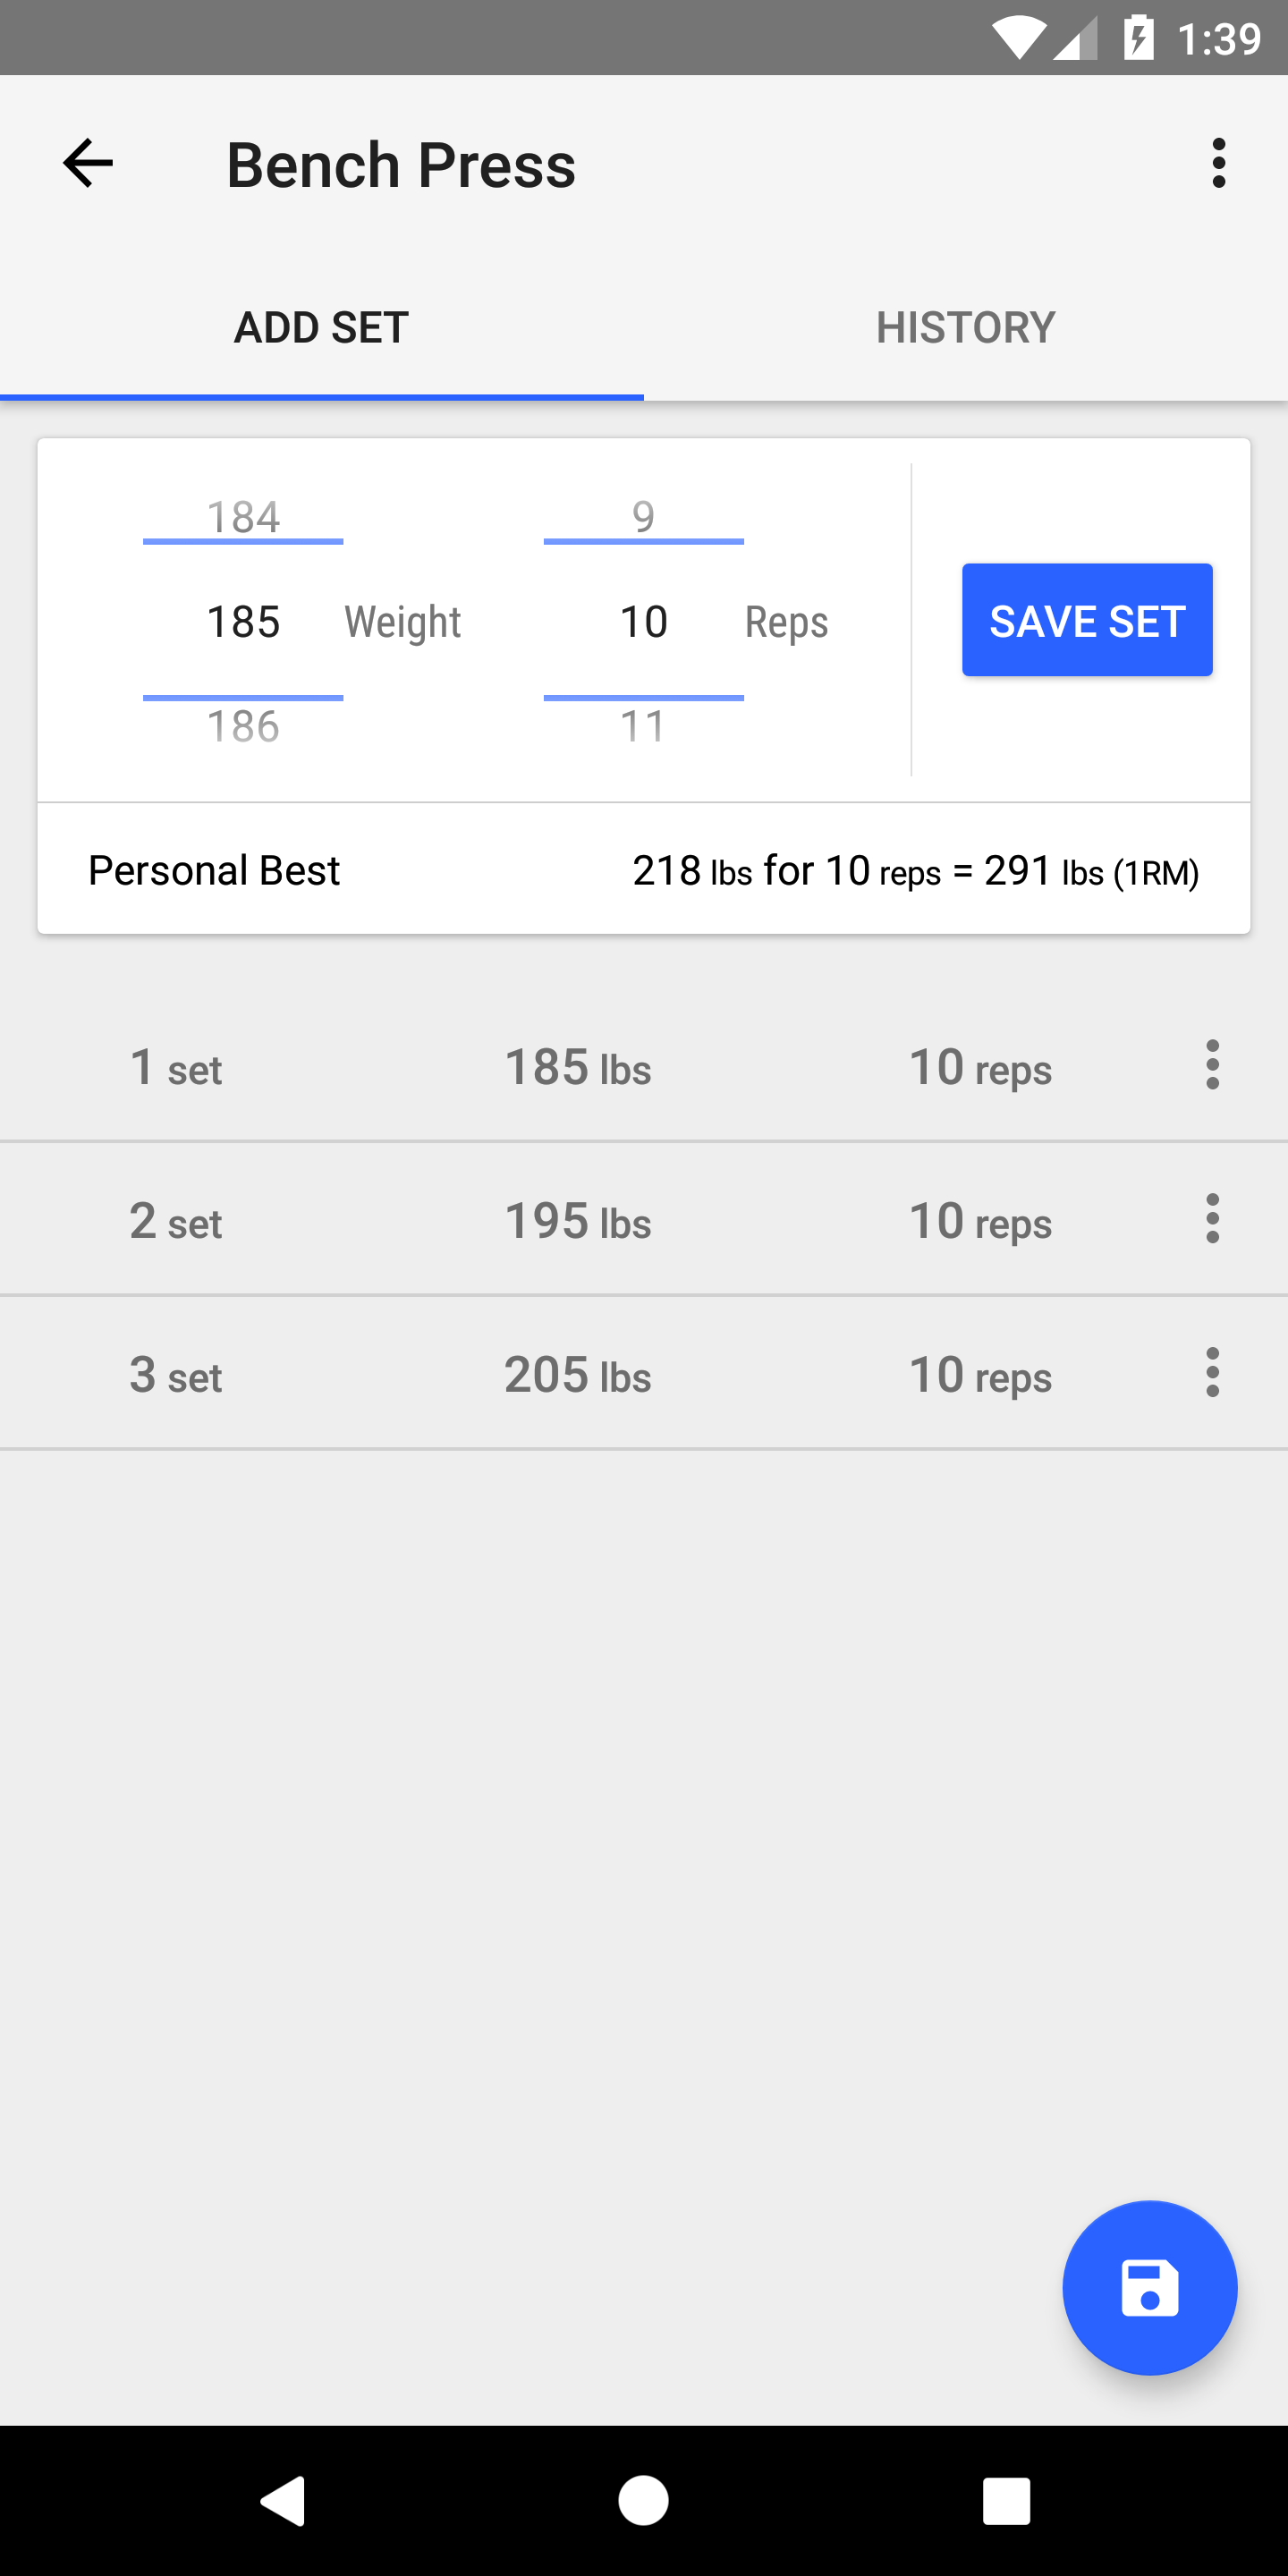 1:39
Bench Press
ADD SET HISTORY
184 9
185 Weight 10 Reps SAVE SET
186 11
Personal Best 218 lbs for 10 reps = 291 lbs (1RM)
1 set 185 lbs 10 reps
2 set 195 lbs 10 reps
3 set 205 lbs 10 reps